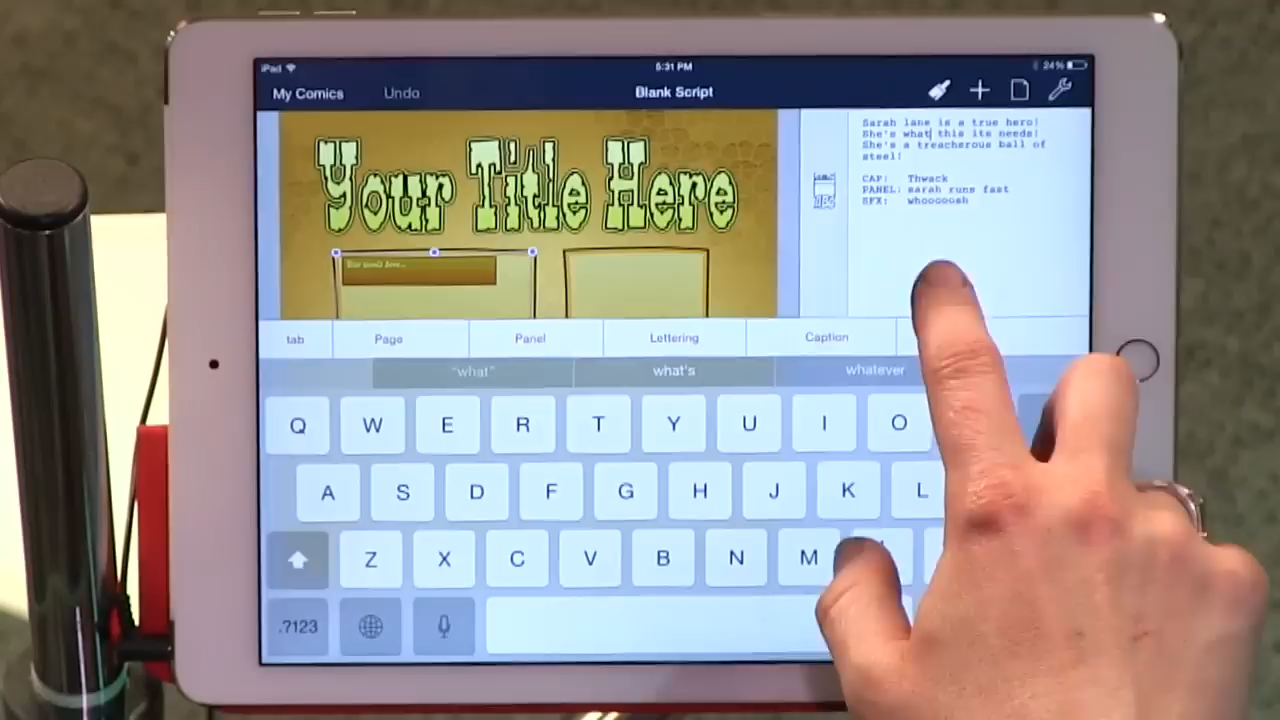 iPad 5:31 PM 24%
My Comics Undo Blank Script
Your Title Here
Sarah lane is a true hero!
She's what this ite needs!
She's a treacherous ball of
steel!
CAP: Thwack
PANEL: sarah runs fast
SFX: whooooosh
tab Page Panel Lettering Caption
"what" what's whatever
Q W E R T Y U I O
A S D F G H J K L
Z X C V B N M
.?123